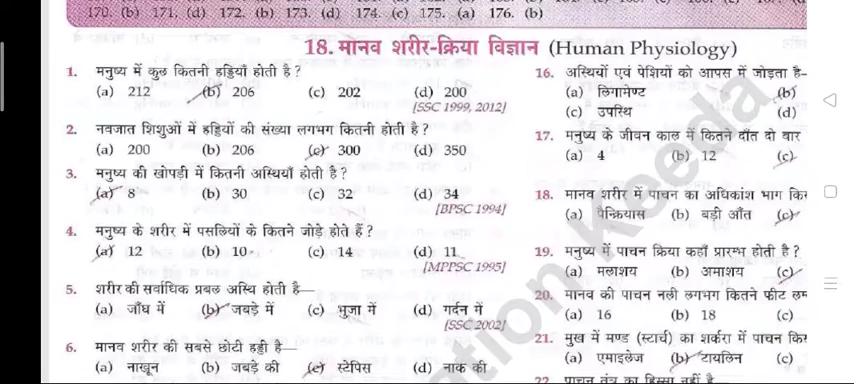 170. (b) 171. (d) 172. (b) 173. (d) 174. (c) 175. (a) 176. (b)
18. मानव शरीर-क्रिया विज्ञान (Human Physiology)
1. मनुष्य में कुल कितनी हड्डियाँ होती है?
(a) 212 (b) 206 (c) 202 (d) 200
[SSC 1999, 2012]
2. नवजात शिशुओं में हड्डियों की संख्या लगभग कितनी होती है?
(a) 200 (b) 206 (c) 300 (d) 350
3. मनुष्य की खोपड़ी में कितनी अस्थियाँ होती है?
(a) 8 (b) 30 (c) 32 (d) 34
[BPSC 1994]
4. मनुष्य के शरीर में पसलियों के कितने जोड़े होते हैं?
(a) 12 (b) 10 (c) 14 (d) 11
[MPPSC 1995]
5. शरीर की सर्वाधिक प्रबल अस्थि होती है—
(a) जाँघ में (b) जबड़े में (c) भुजा में (d) गर्दन में
[SSC 2002]
6. मानव शरीर की सबसे छोटी हड्डी है—
(a) नाखून (b) जबड़े की (c) स्टेपिस (d) नाक की
16. अस्थियों एवं पेशियों को आपस में जोड़ता है-
(a) लिगामेण्ट (b)
(c) उपस्थि (d)
17. मनुष्य के जीवन काल में कितने दाँत दो बार
(a) 4 (b) 12 (c)
18. मानव शरीर में पाचन का अधिकांश भाग
(a) पैन्क्रियास (b) बड़ी आँत (c)
19. मनुष्य में पाचन क्रिया कहाँ प्रारम्भ होती है?
(a) मलाशय (b) अमाशय (c)
20. मानव की पाचन नली लगभग कितने फीट
(a) 16 (b) 18 (c)
21. मुख में मण्ड (स्टार्च) का शर्करा में पाचन
(a) एमाइलेज (b) टायलिन (c)
22. पाचन तंत्र का हिस्सा नहीं है